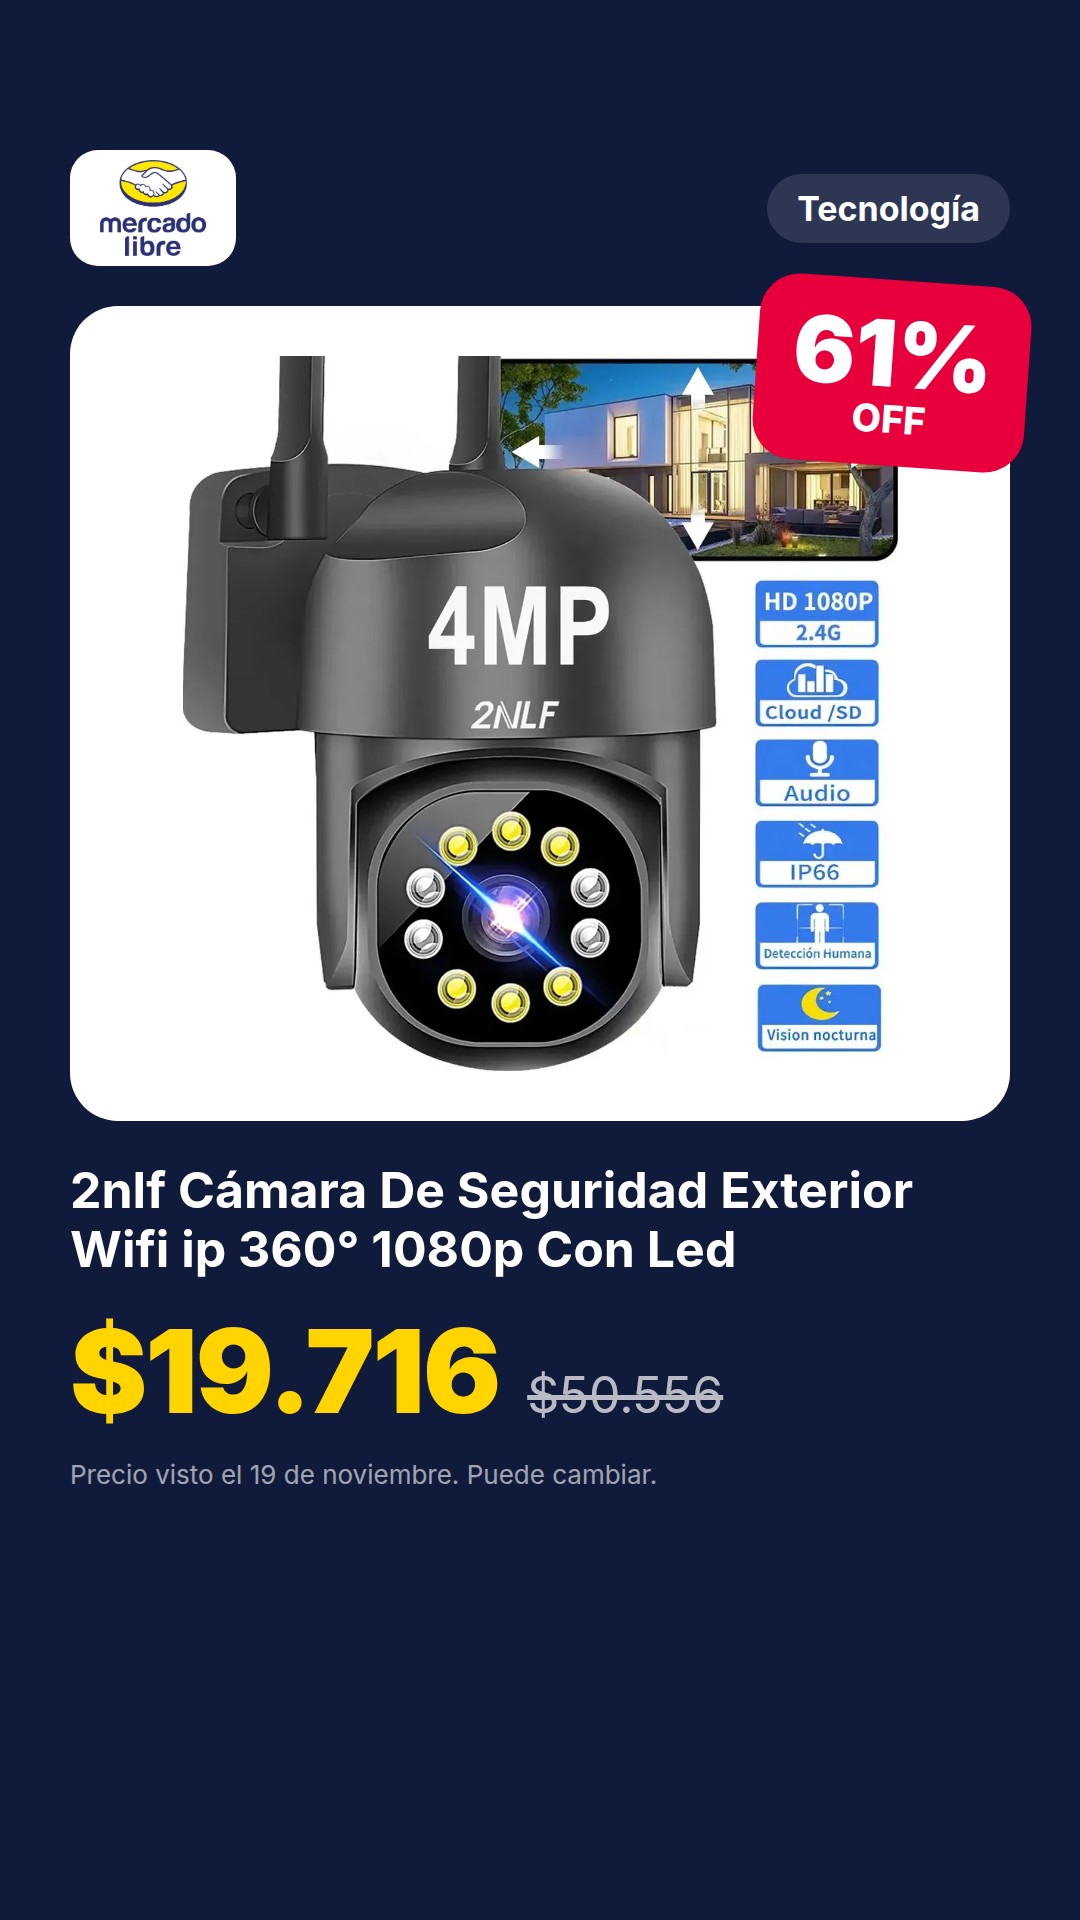 mercado
libre
Tecnología
61%
OFF
4MP
2NLF
HD 1080P
2.4G
Cloud /SD
Audio
IP66
Detección Humana
Vision nocturna
2nlf Cámara De Seguridad Exterior
Wifi ip 360° 1080p Con Led
$19.716 $50.556
Precio visto el 19 de noviembre. Puede cambiar.